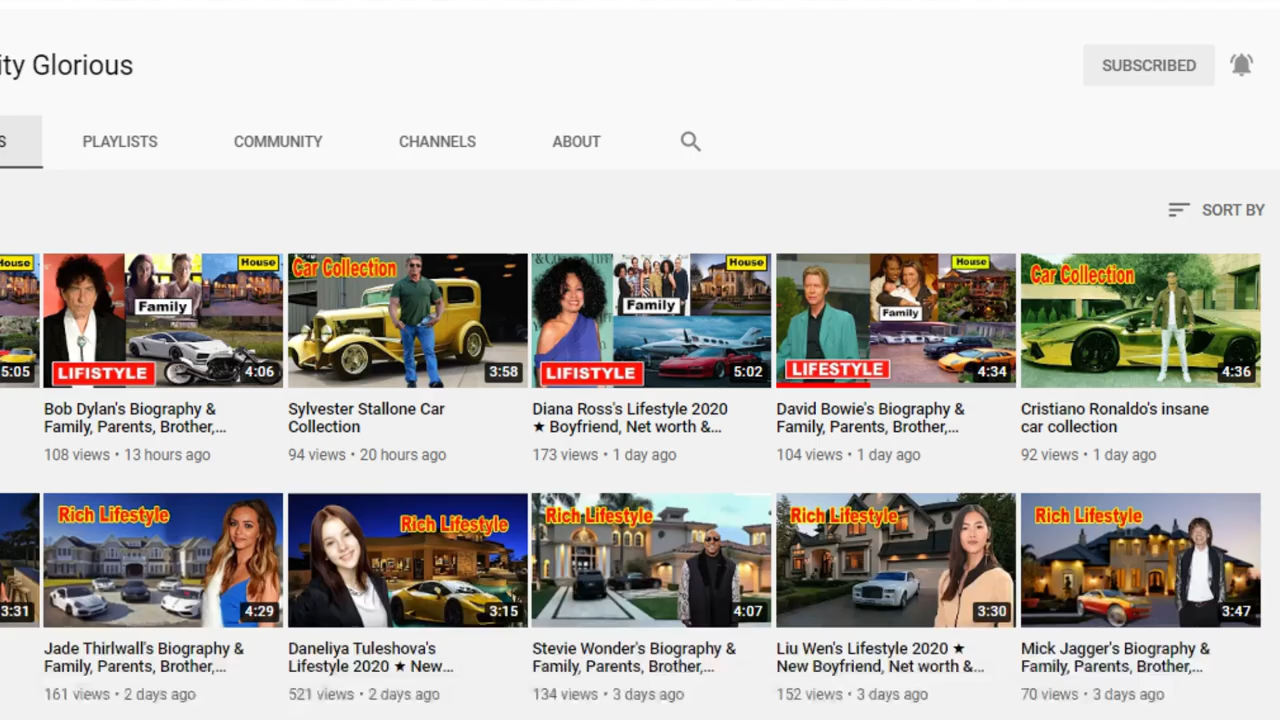 ity Glorious
SUBSCRIBED
S
PLAYLISTS
COMMUNITY
CHANNELS
ABOUT
SORT BY
House
5:05
House
Family
LIFISTYLE
4:06
Car Collection
3:58
House
Family
LIFISTYLE
5:02
House
Family
LIFESTYLE
4:34
Car Collection
4:36
Bob Dylan's Biography &
Family, Parents, Brother,...
108 views • 13 hours ago
Sylvester Stallone Car
Collection
94 views • 20 hours ago
Diana Ross's Lifestyle 2020
★ Boyfriend, Net worth &...
173 views • 1 day ago
David Bowie's Biography &
Family, Parents, Brother,...
104 views • 1 day ago
Cristiano Ronaldo's insane
car collection
92 views • 1 day ago
3:31
Rich Lifestyle
4:29
Rich Lifestyle
3:15
Rich Lifestyle
4:07
Rich Lifestyle
3:30
Rich Lifestyle
3:47
Jade Thirlwall's Biography &
Family, Parents, Brother,...
161 views • 2 days ago
Daneliya Tuleshova's
Lifestyle 2020 ★ New...
521 views • 2 days ago
Stevie Wonder's Biography &
Family, Parents, Brother,...
134 views • 3 days ago
Liu Wen's Lifestyle 2020 ★
New Boyfriend, Net worth &...
152 views • 3 days ago
Mick Jagger's Biography &
Family, Parents, Brother,...
70 views • 3 days ago